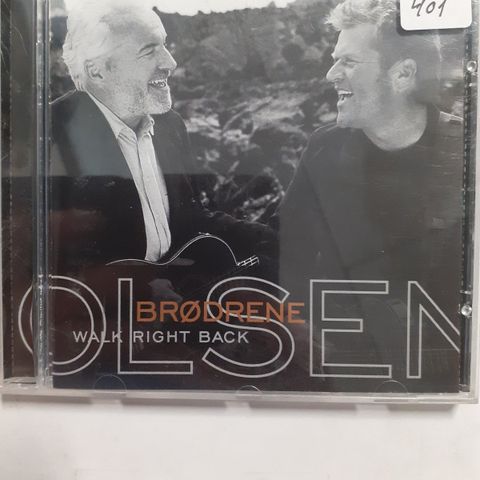 401
BRØDRENE
OLSEN
WALK RIGHT BACK